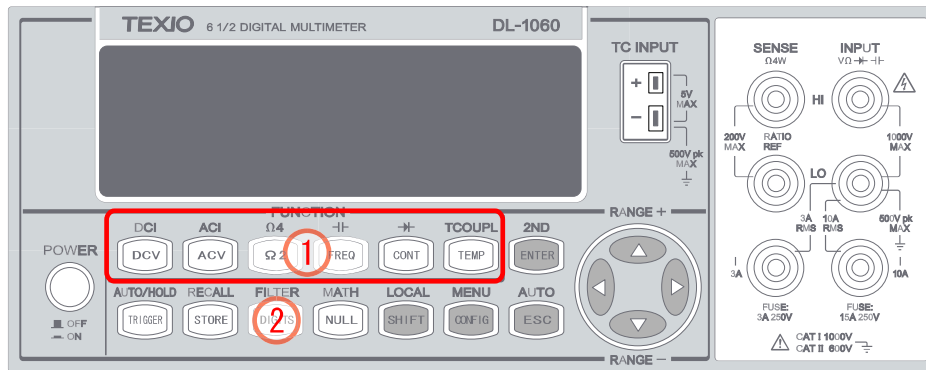 TEXIO 6 1/2 DIGITAL MULTIMETER DL-1060
TC INPUT
+
−
5V
MAX
500V pk
MAX
SENSE
Ω4W
INPUT
VΩ
HI
200V
MAX
RATIO
REF
1000V
MAX
LO
3A
RMS
10A
RMS
500V pk
MAX
3A
10A
FUSE:
3A 250V
FUSE:
15A 250V
CAT I 1000V
CAT II 600V
FUNCTION
DCI ACI Ω4 TCOUPL 2ND
POWER
DCV ACV Ω2 1 FREQ CONT TEMP ENTER
AUTO/HOLD RECALL FILTER MATH LOCAL MENU AUTO
TRIGGER STORE DIGITS 2 NULL SHIFT CONFIG ESC
OFF
ON
RANGE +
RANGE −